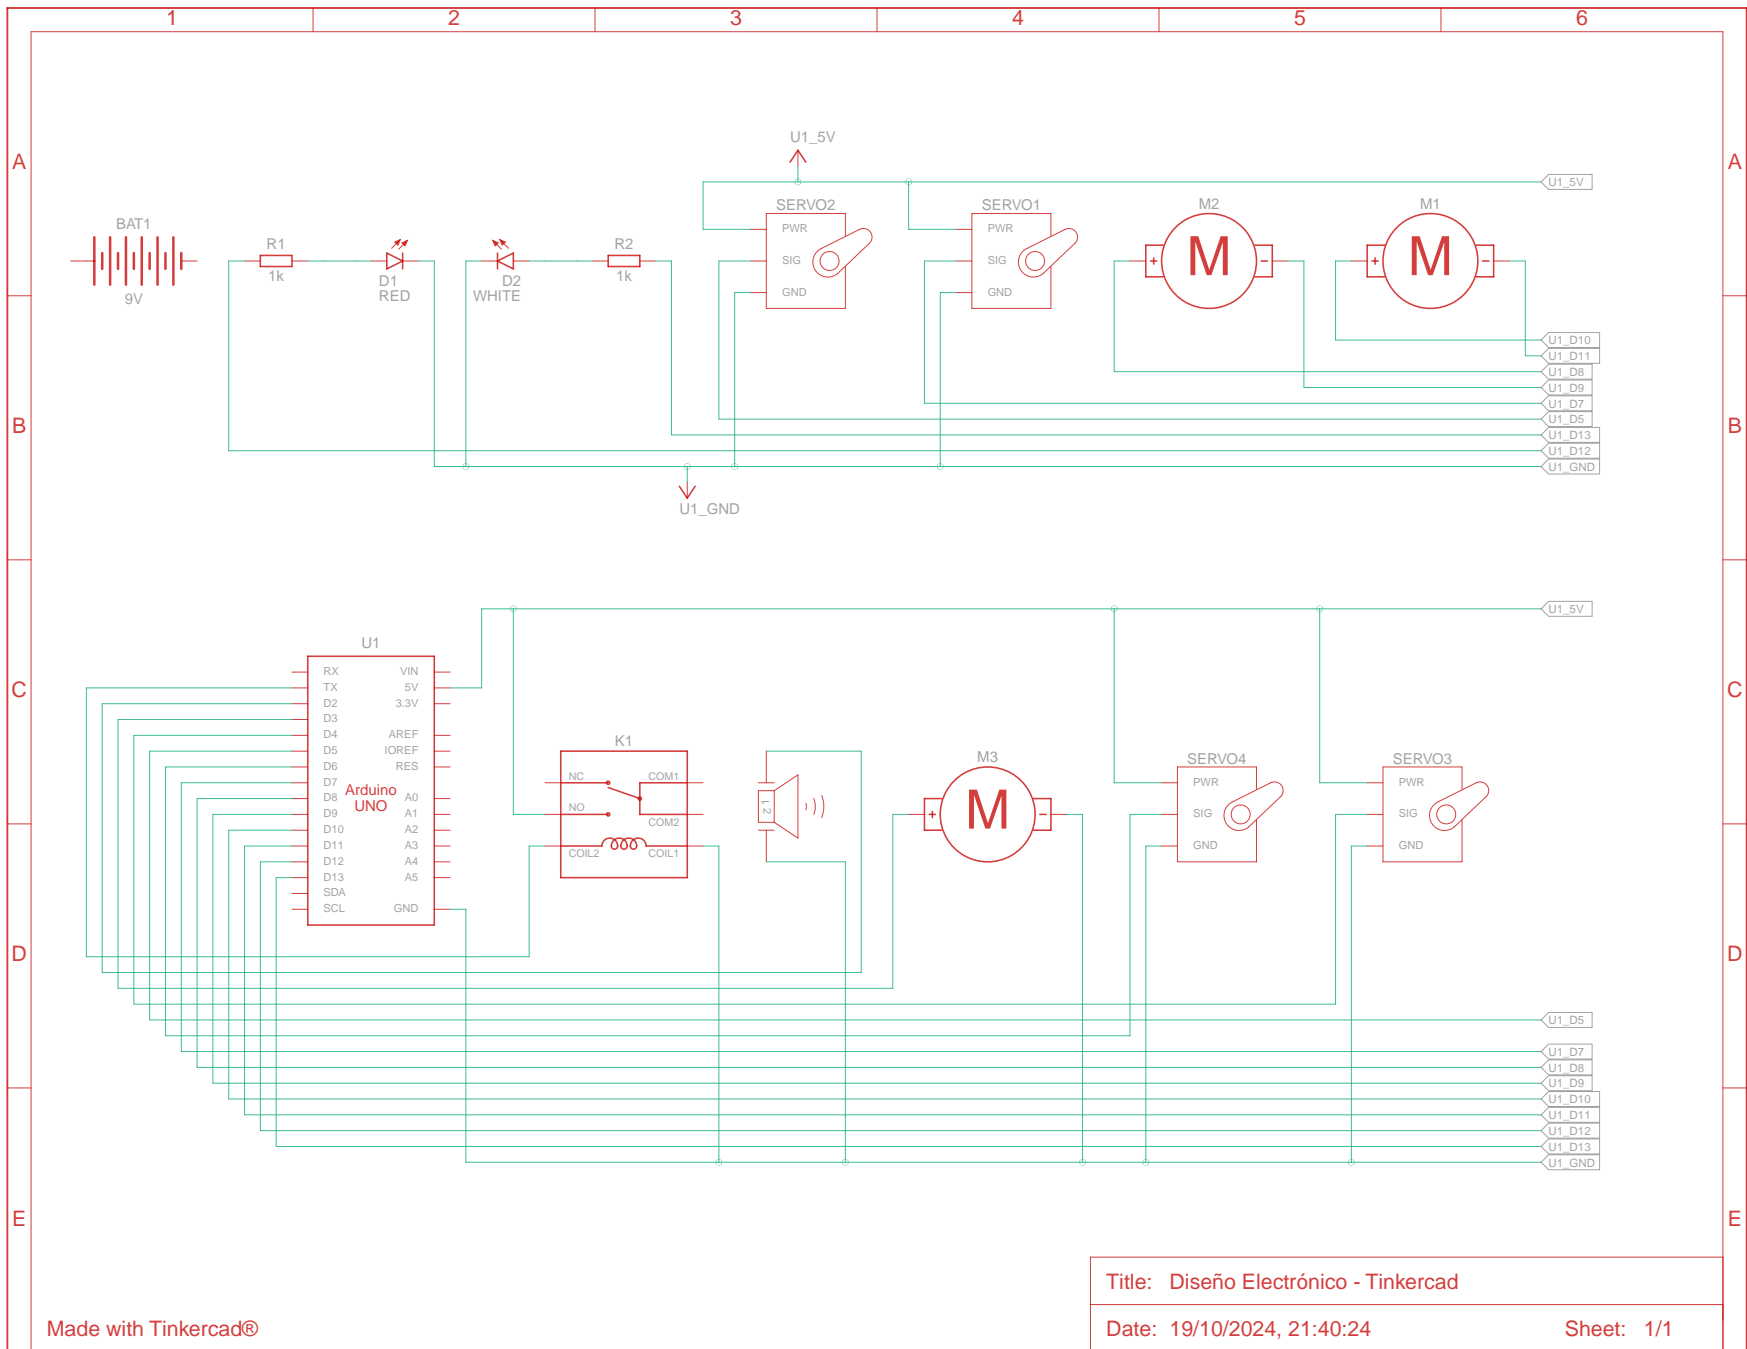 1 2 3 4 5 6
A A
U1_5V
U1_5V
SERVO2 SERVO1 M2 M1
BAT1
PWR PWR
R1 R2
SIG SIG
M M
+ - + -
1k D1 D2 1k
RED WHITE
9V
GND GND
U1_D10
U1_D11
U1_D8
U1_D9
U1_D7
U1_D5
B B
U1_D13
U1_D12
U1_GND
U1_GND
U1_5V
U1
RX VIN
TX 5V
C C
D2 3.3V
D3
D4 AREF
D5 IOREF
D6 RES
D7
D8 A0
Arduino
UNO
D9 A1
D10 A2
D11 A3
D12 A4
D13 A5
SDA
SCL GND
K1
NC COM1
NO
COM2
COIL2 COIL1
1 2
M3
+ M -
SERVO4 SERVO3
PWR PWR
SIG SIG
GND GND
D D
U1_D5
U1_D7
U1_D8
U1_D9
U1_D10
U1_D11
U1_D12
U1_D13
U1_GND
E E
Title: Diseño Electrónico - Tinkercad
Made with Tinkercad®
Date: 19/10/2024, 21:40:24 Sheet: 1/1